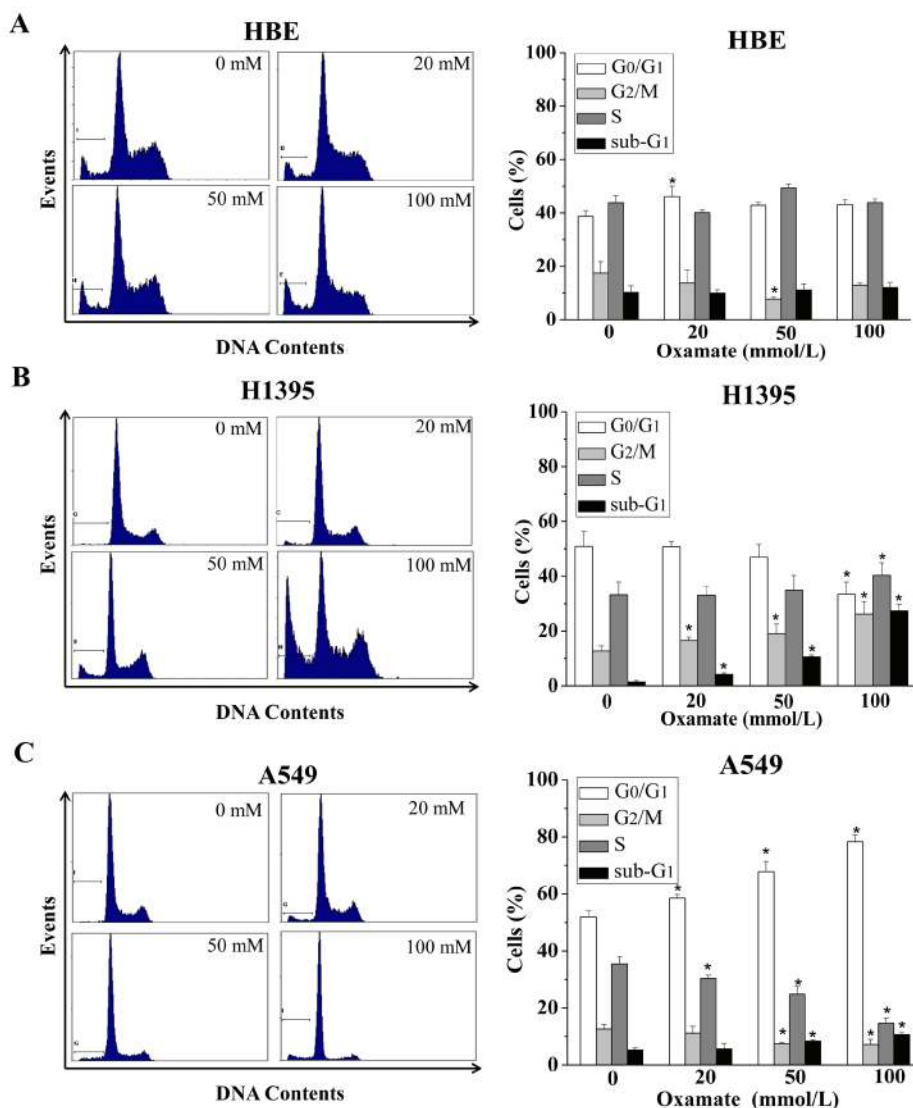 A
HBE
0 mM
20 mM
50 mM
100 mM
Events
DNA Contents
HBE
G0/G1
G2/M
S
sub-G1
Cells (%)
100
80
60
40
20
0
*
*
0 20 50 100
Oxamate (mmol/L)
B
H1395
0 mM
20 mM
50 mM
100 mM
Events
DNA Contents
H1395
G0/G1
G2/M
S
sub-G1
Cells (%)
100
80
60
40
20
0
* * * * * * * *
0 20 50 100
Oxamate (mmol/L)
C
A549
0 mM
20 mM
50 mM
100 mM
Events
DNA Contents
A549
G0/G1
G2/M
S
sub-G1
Cells (%)
100
80
60
40
20
0
* * * * * * * * * *
0 20 50 100
Oxamate (mmol/L)